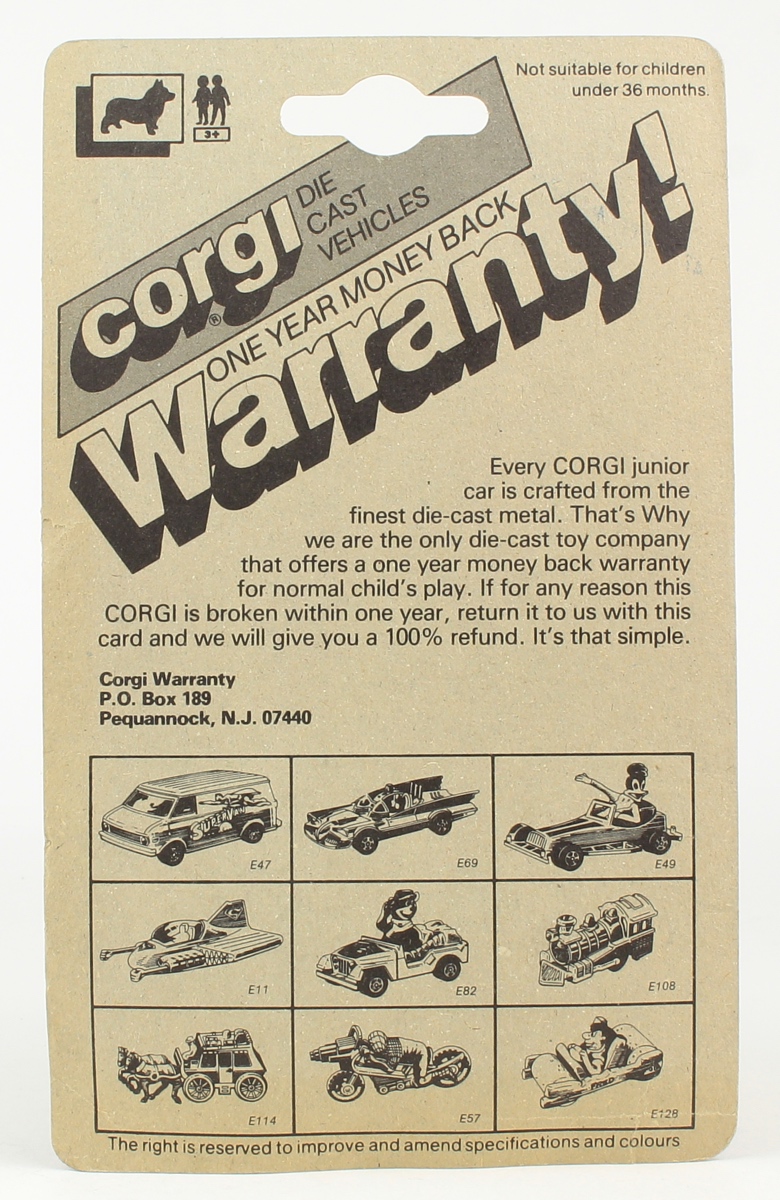 Not suitable for children
under 36 months.
3+
corgi®
DIE
CAST
VEHICLES
ONE YEAR MONEY BACK
Warranty!
Every CORGI junior
car is crafted from the
finest die-cast metal. That's Why
we are the only die-cast toy company
that offers a one year money back warranty
for normal child's play. If for any reason this
CORGI is broken within one year, return it to us with this
card and we will give you a 100% refund. It's that simple.
Corgi Warranty
P.O. Box 189
Pequannock, N.J. 07440
SUPERVAN
E47
E69
E49
E11
E82
E108
E114
E57
FRED
E128
The right is reserved to improve and amend specifications and colours